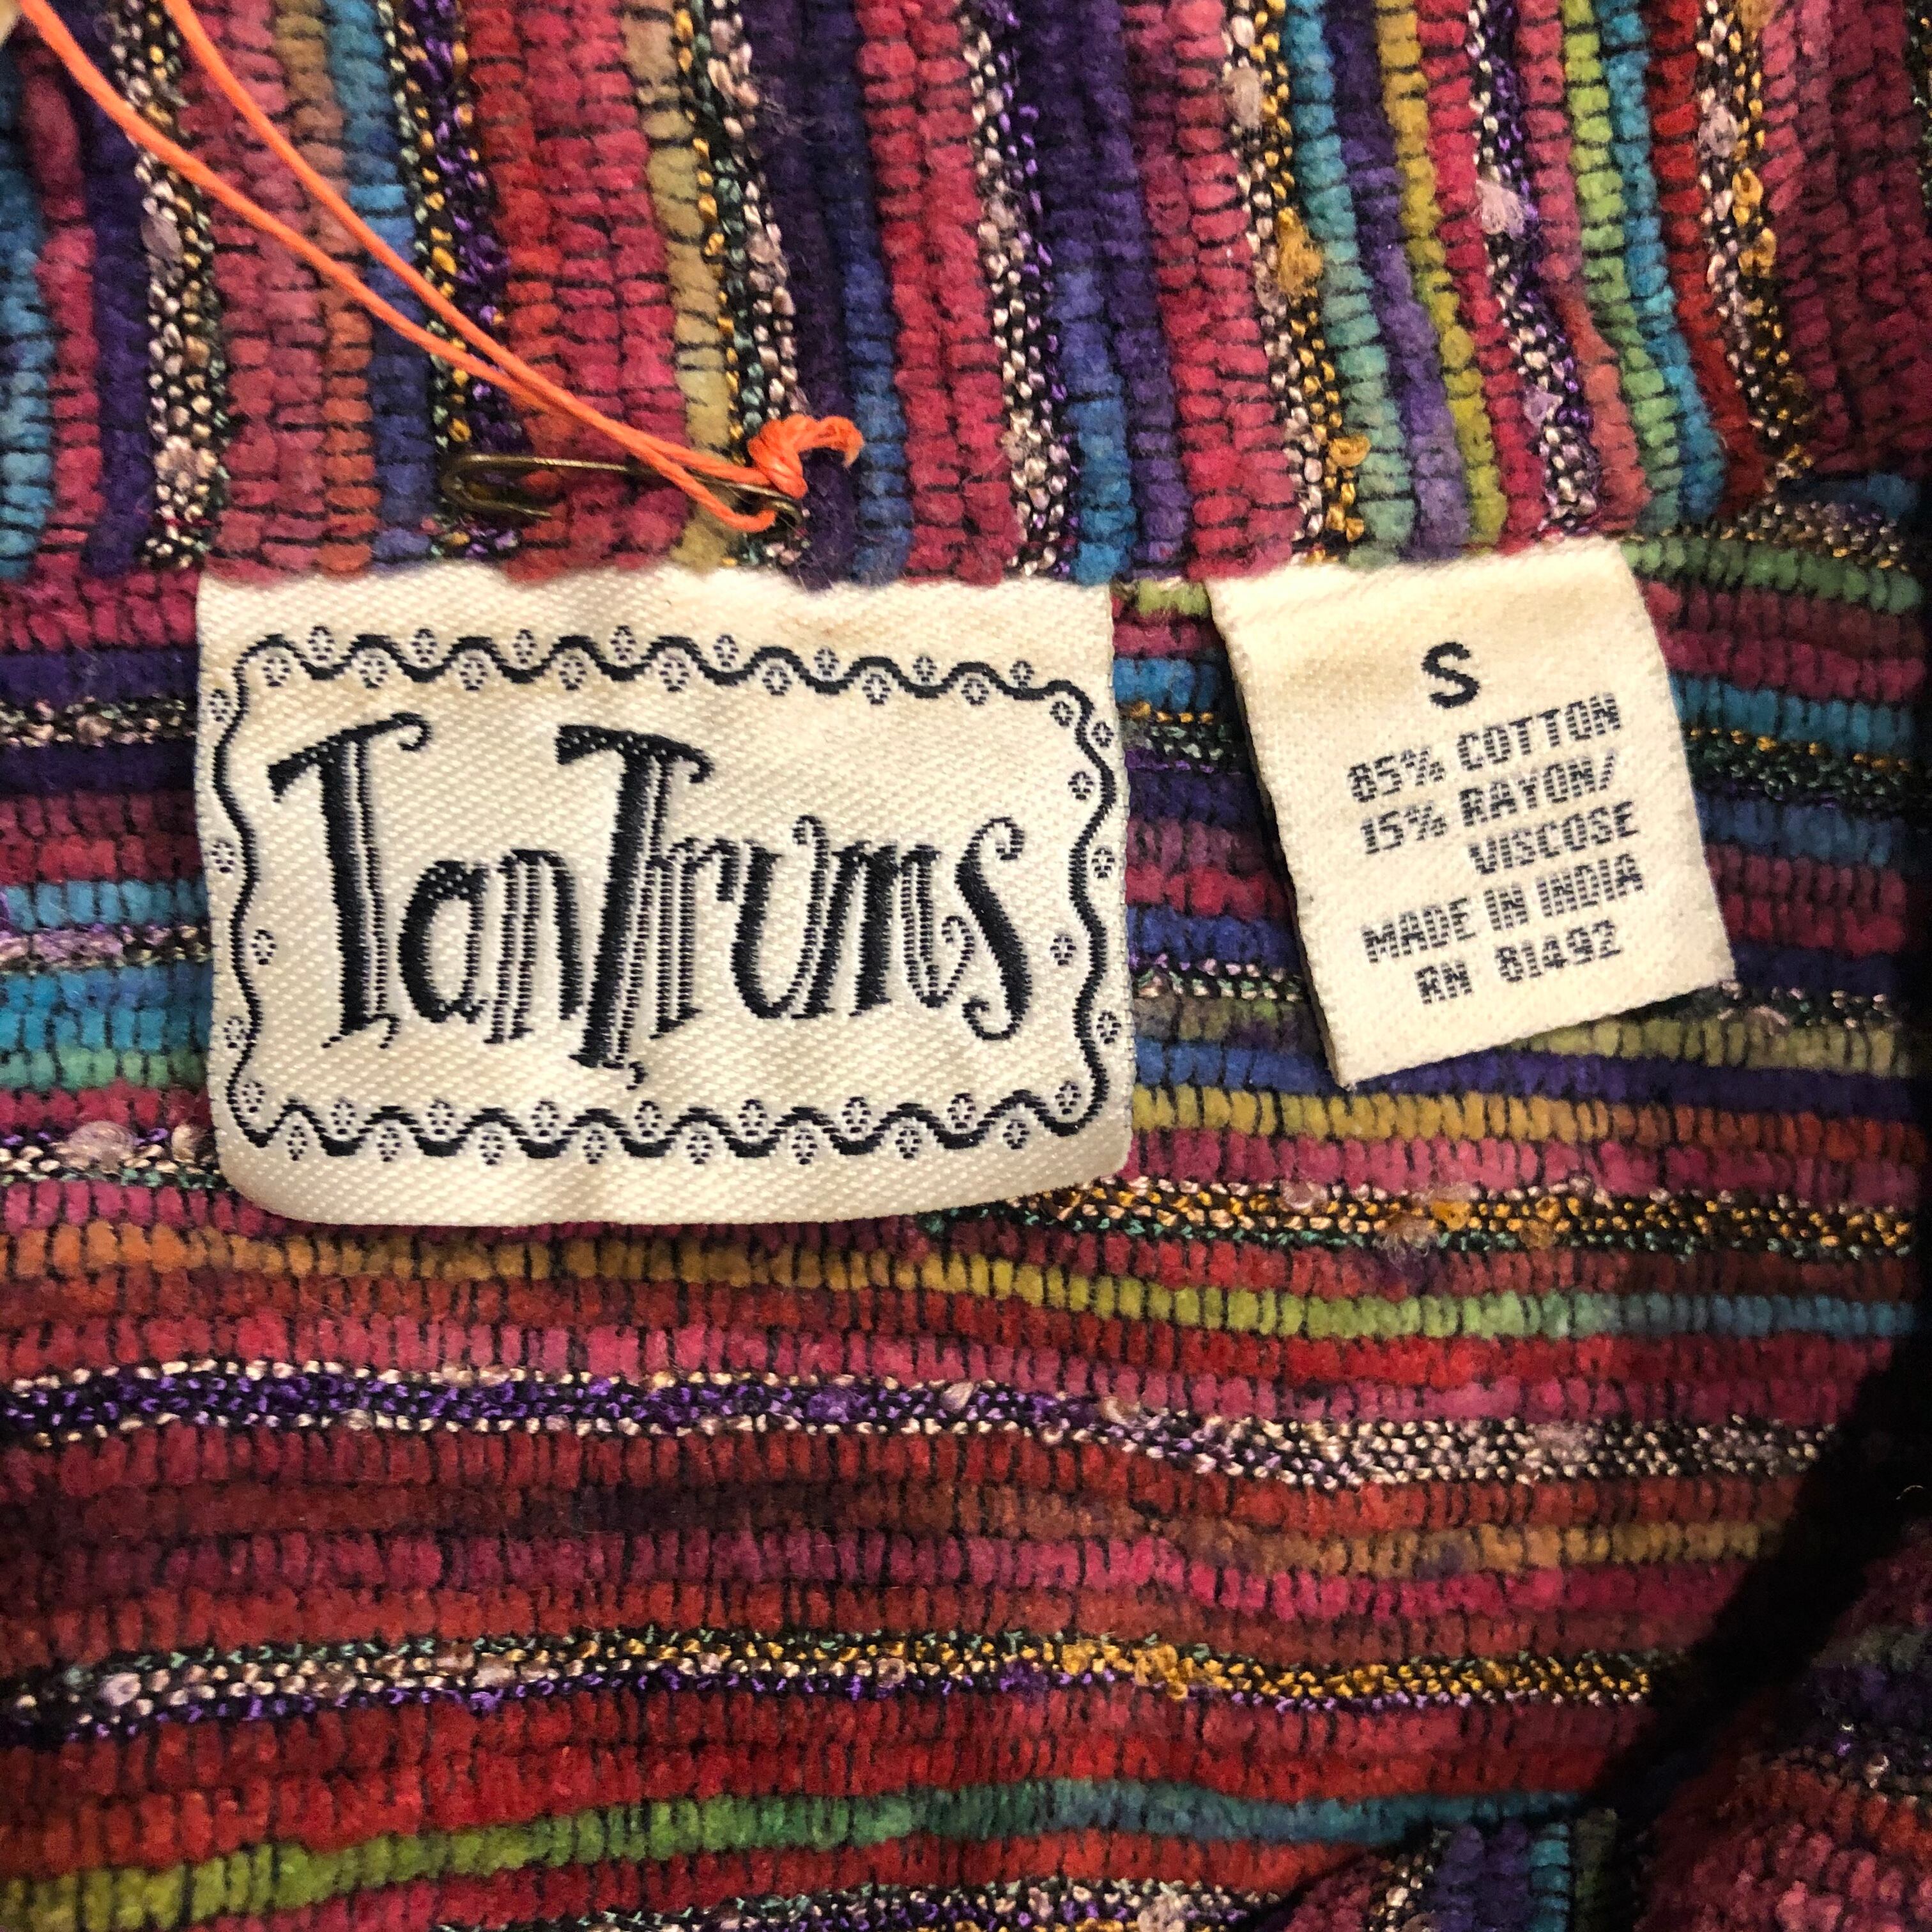 TanTrums
S
85% COTTON
15% RAYON/
VISCOSE
MADE IN INDIA
RN 81492